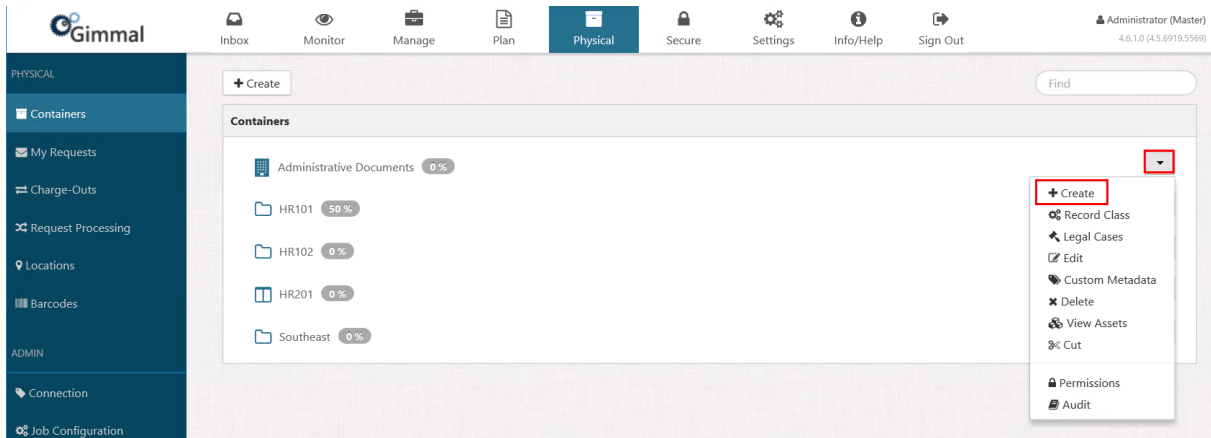 Gimmal
Inbox
Monitor
Manage
Plan
Physical
Secure
Settings
Info/Help
Sign Out
Administrator (Master)
4.6.1.0 (4.5.6919.5569)
PHYSICAL
Containers
My Requests
Charge-Outs
Request Processing
Locations
Barcodes
ADMIN
Connection
Job Configuration
Create
Find
Containers
Administrative Documents 0 %
HR101 50 %
HR102 0 %
HR201 0 %
Southeast 0 %
Create
Record Class
Legal Cases
Edit
Custom Metadata
Delete
View Assets
Cut
Permissions
Audit